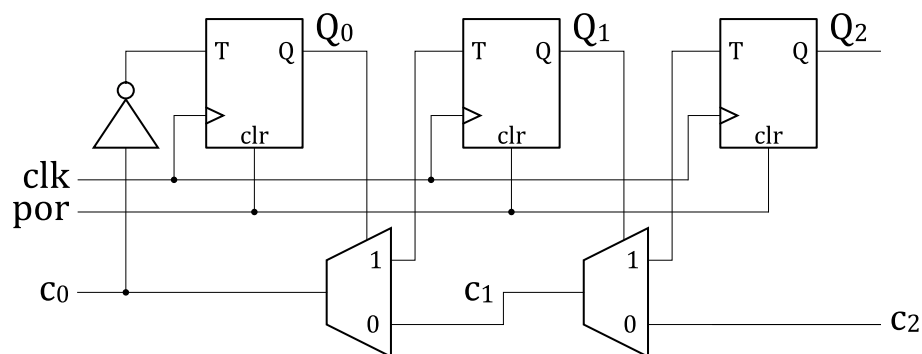 Q0 Q1 Q2
T Q T Q T Q
clr clr clr
clk
por
1 1
c0 c1
0 0 c2